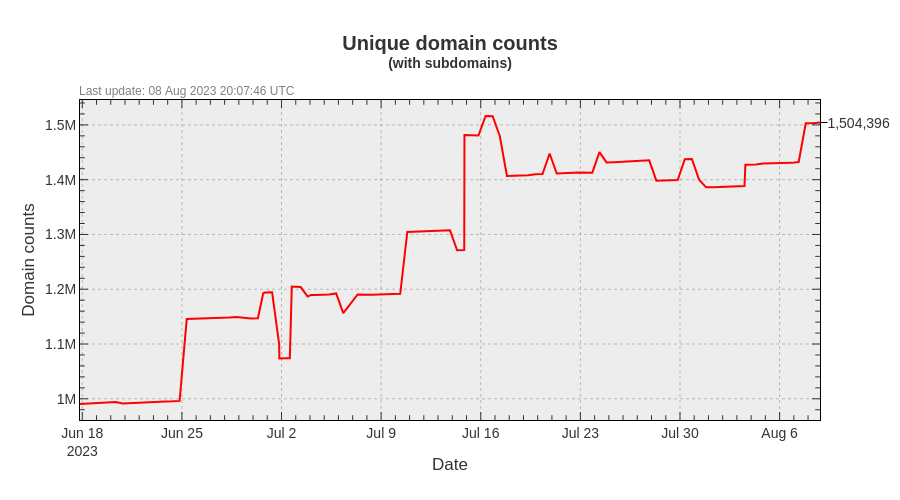 Unique domain counts
(with subdomains)
Last update: 08 Aug 2023 20:07:46 UTC
1.5M
1,504,396
1.4M
1.3M
1.2M
1.1M
1M
Domain counts
Jun 18 Jun 25 Jul 2 Jul 9 Jul 16 Jul 23 Jul 30 Aug 6
2023
Date